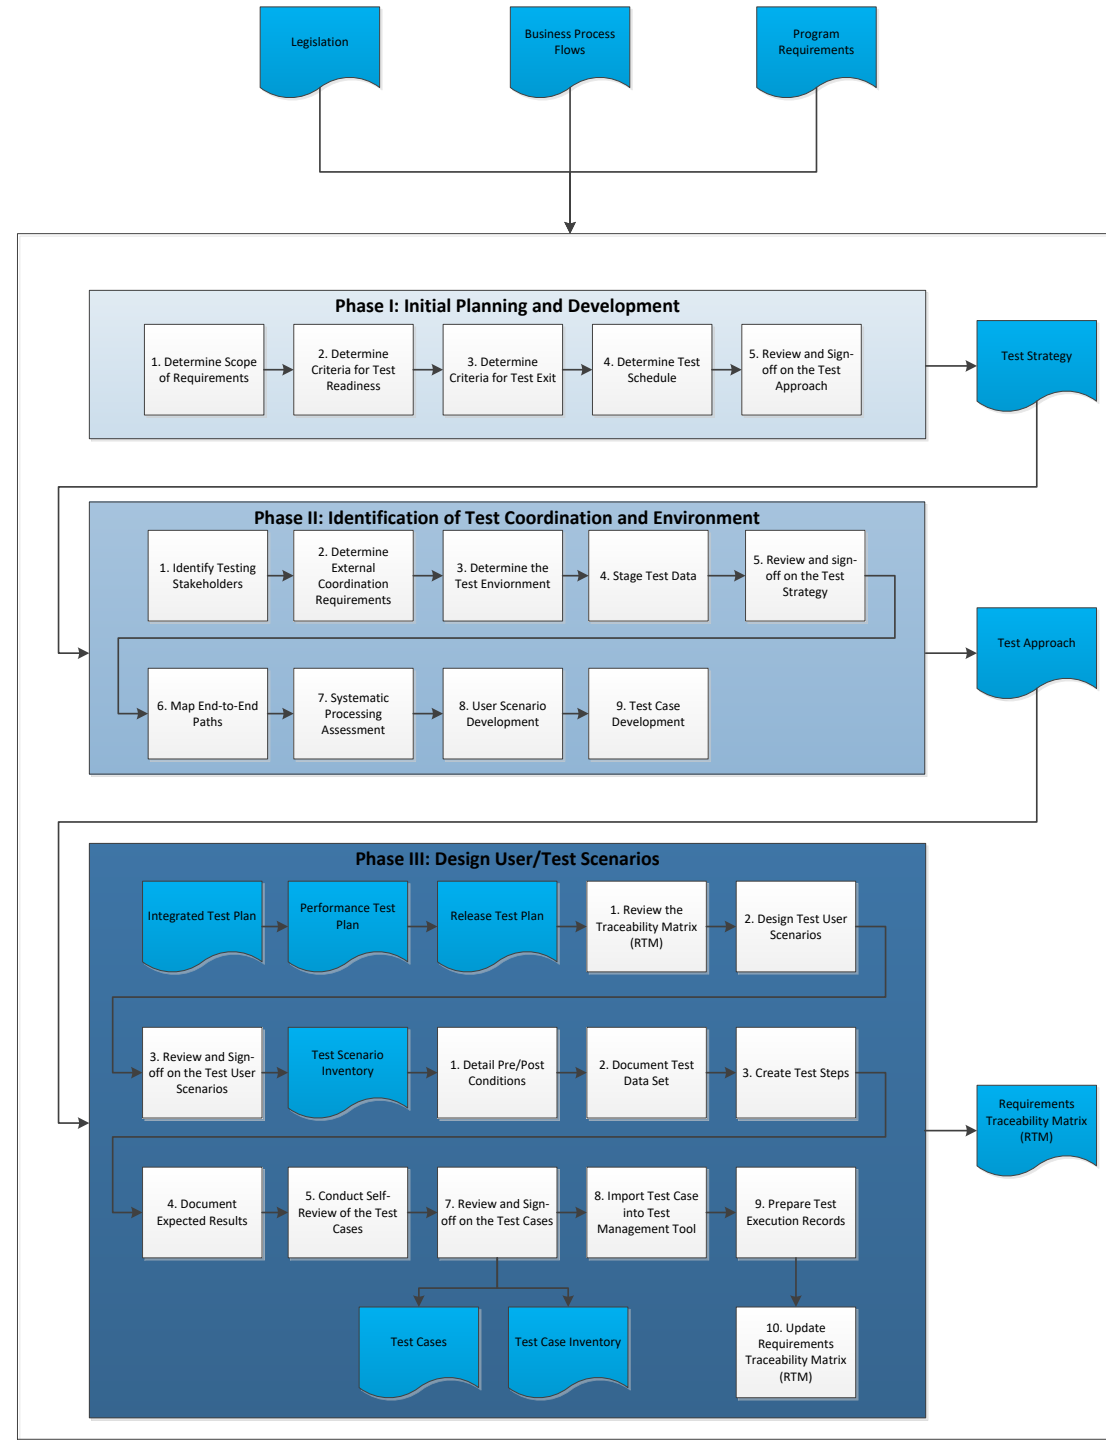 Legislation
Business Process
Flows
Program
Requirements
Phase I: Initial Planning and Development
1. Determine Scope
of Requirements
2. Determine
Criteria for Test
Readiness
3. Determine
Criteria for Test Exit
4. Determine Test
Schedule
5. Review and Sign-
off on the Test
Approach
Test Strategy
Phase II: Identification of Test Coordination and Environment
1. Identify Testing
Stakeholders
2. Determine
External
Coordination
Requirements
3. Determine the
Test Enviornment
4. Stage Test Data
5. Review and sign-
off on the Test
Strategy
Test Approach
6. Map End-to-End
Paths
7. Systematic
Processing
Assessment
8. User Scenario
Development
9. Test Case
Development
Phase III: Design User/Test Scenarios
Integrated Test Plan
Performance Test
Plan
Release Test Plan
1. Review the
Traceability Matrix
(RTM)
2. Design Test User
Scenarios
3. Review and Sign-
off on the Test User
Scenarios
Test Scenario
Inventory
1. Detail Pre/Post
Conditions
2. Document Test
Data Set
3. Create Test Steps
Requirements
Traceability Matrix
(RTM)
4. Document
Expected Results
5. Conduct Self-
Review of the Test
Cases
7. Review and Sign-
off on the Test Cases
8. Import Test Case
into Test
Management Tool
9. Prepare Test
Execution Records
Test Cases
Test Case Inventory
10. Update
Requirements
Traceability Matrix
(RTM)